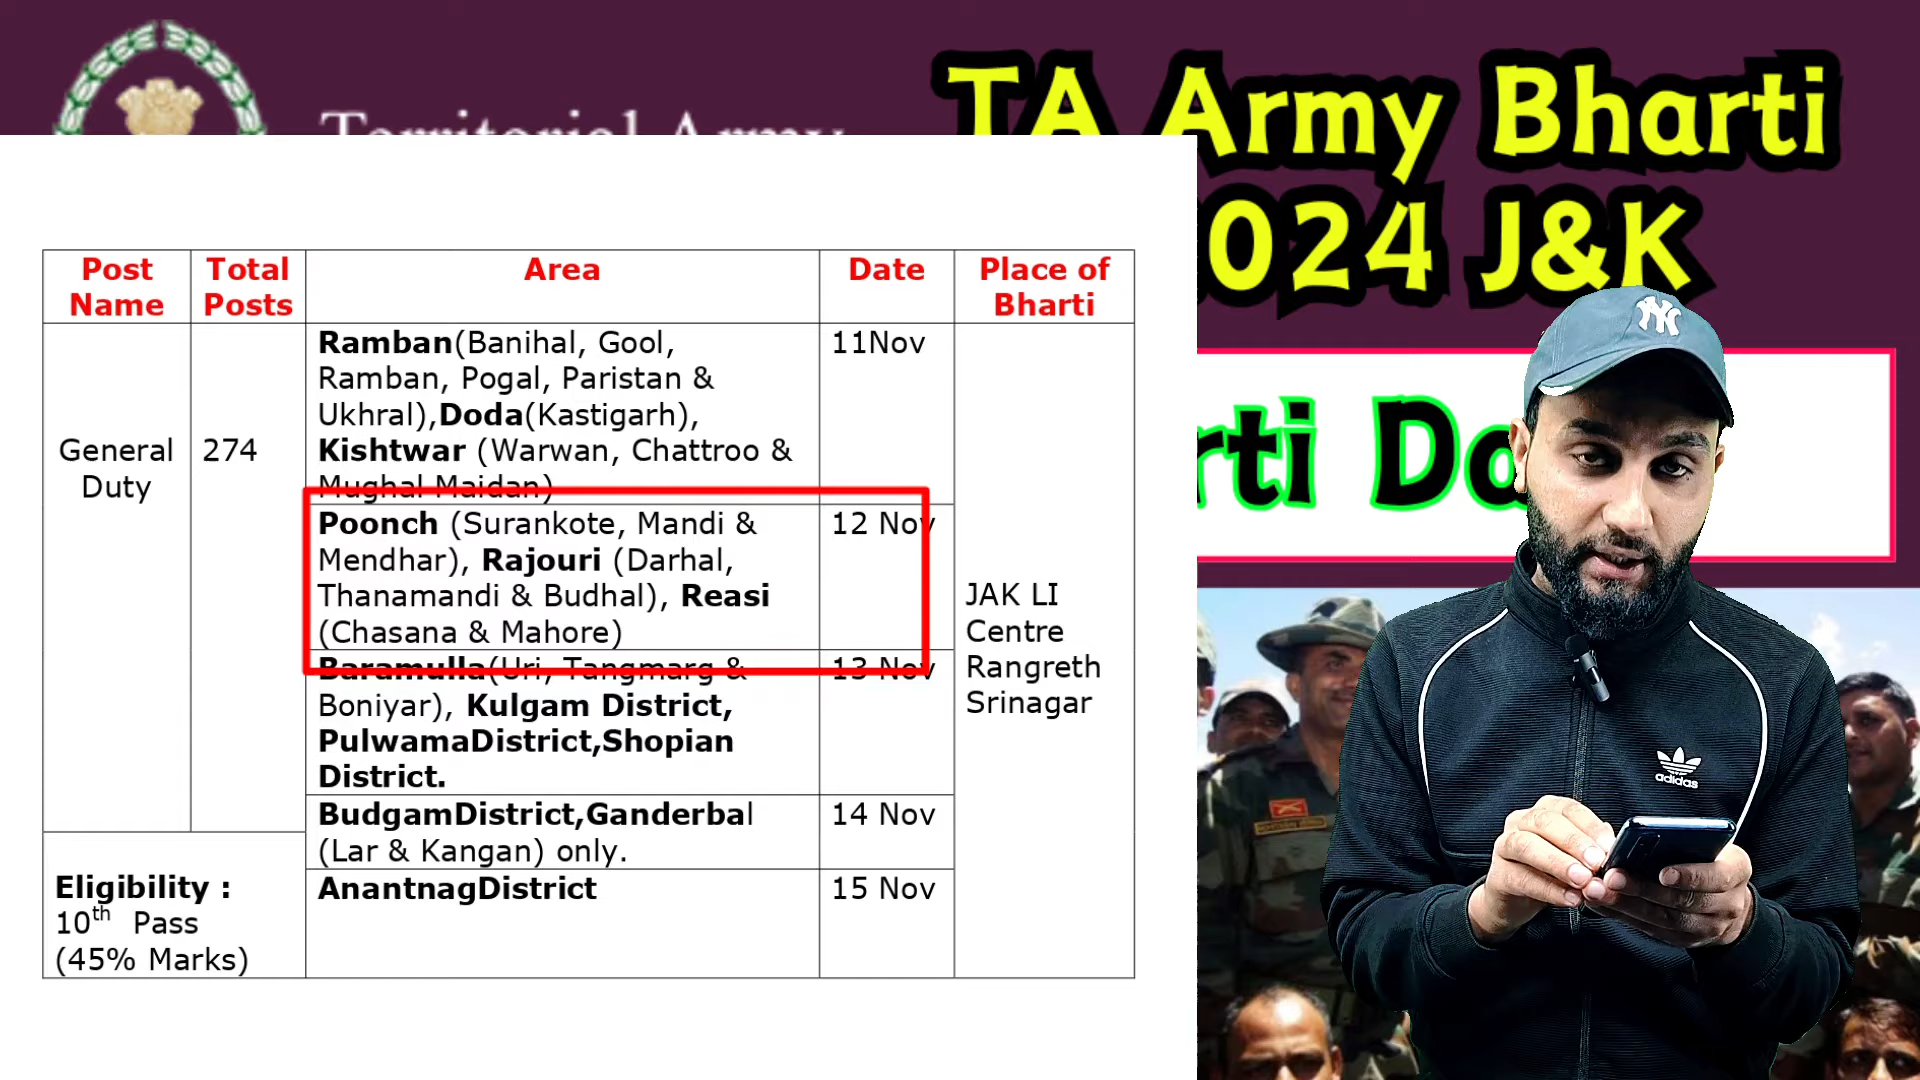 Territorial Army
TA Army Bharti
024 J&K
rti Da
Post
Name
Total
Posts
Area
Date
Place of
Bharti
General
Duty
274
Ramban(Banihal, Gool,
Ramban, Pogal, Paristan &
Ukhral),Doda(Kastigarh),
Kishtwar (Warwan, Chattroo &
Mughal Maidan)
11Nov
Poonch (Surankote, Mandi &
Mendhar), Rajouri (Darhal,
Thanamandi & Budhal), Reasi
(Chasana & Mahore)
12 Nov
Baramulla(Uri, Tangmarg &
Boniyar), Kulgam District,
PulwamaDistrict,Shopian
District.
13 Nov
BudgamDistrict,Ganderbal
(Lar & Kangan) only.
14 Nov
AnantnagDistrict
15 Nov
JAK LI
Centre
Rangreth
Srinagar
Eligibility :
10th Pass
(45% Marks)
NY
adidas